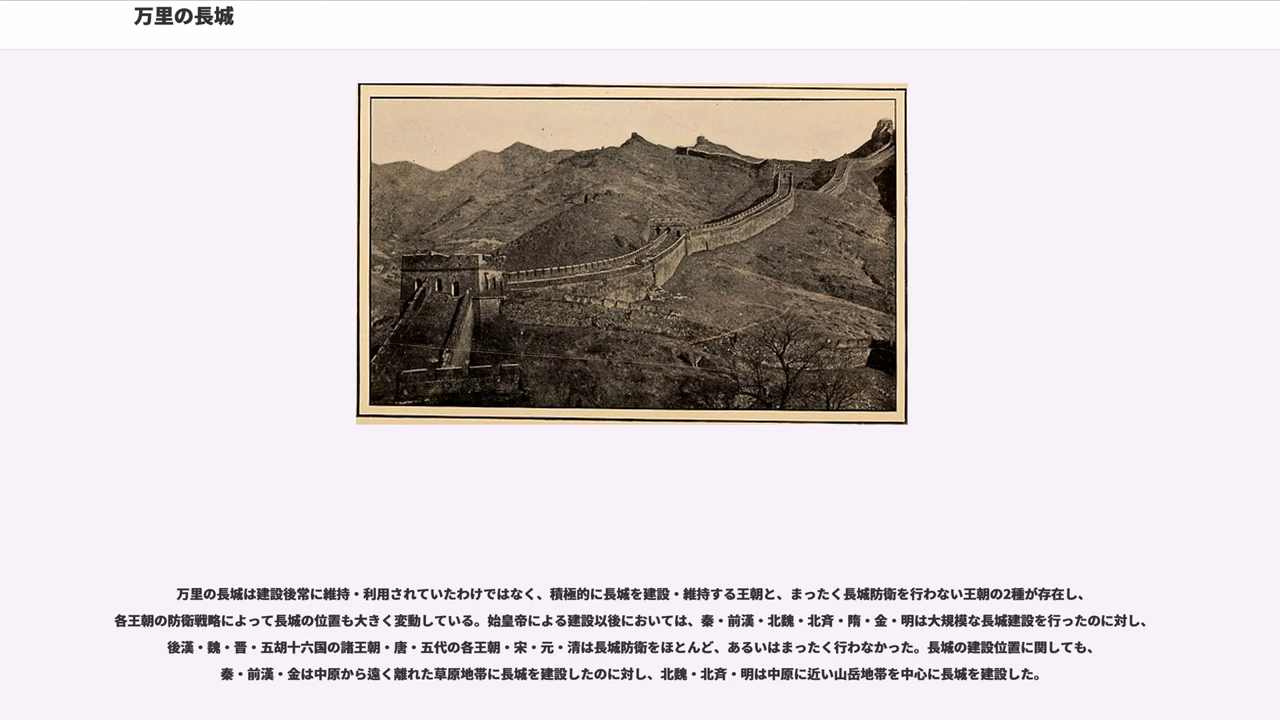 万里の長城
万里の長城は建設後常に維持・利用されていたわけではなく、積極的に長城を建設・維持する王朝と、まったく長城防衛を行わない王朝の2種が存在し、
各王朝の防衛戦略によって長城の位置も大きく変動している。始皇帝による建設以後においては、秦・前漢・北魏・北斉・隋・金・明は大規模な長城建設を行ったのに対し、
後漢・魏・晋・五胡十六国の諸王朝・唐・五代の各王朝・宋・元・清は長城防衛をほとんど、あるいはまったく行わなかった。長城の建設位置に関しても、
秦・前漢・金は中原から遠く離れた草原地帯に長城を建設したのに対し、北魏・北斉・明は中原に近い山岳地帯を中心に長城を建設した。